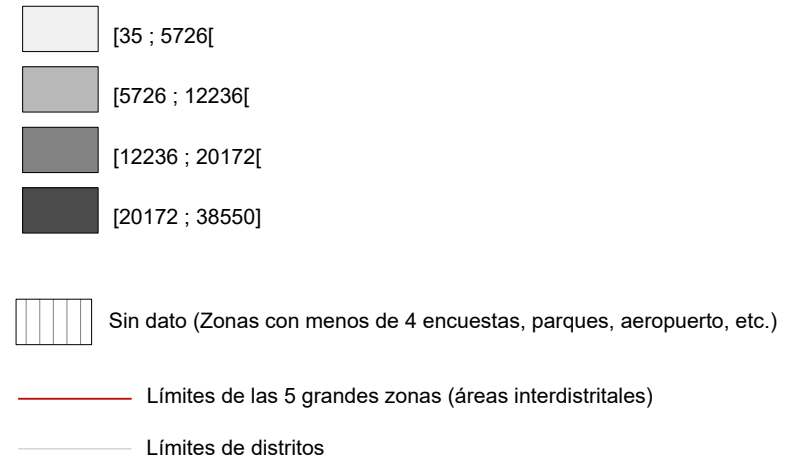 [35 ; 5726[
[5726 ; 12236[
[12236 ; 20172[
[20172 ; 38550]
Sin dato (Zonas con menos de 4 encuestas, parques, aeropuerto, etc.)
Límites de las 5 grandes zonas (áreas interdistritales)
Límites de distritos